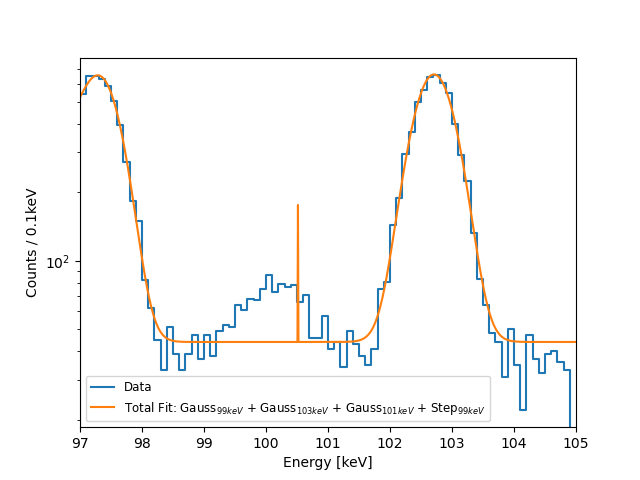 Counts / 0.1keV
10²
Data
Total Fit: Gauss₉₉ₖₑV + Gauss₁₀₃ₖₑV + Gauss₁₀₁ₖₑV + Step₉₉ₖₑV
97 98 99 100 101 102 103 104 105
Energy [keV]